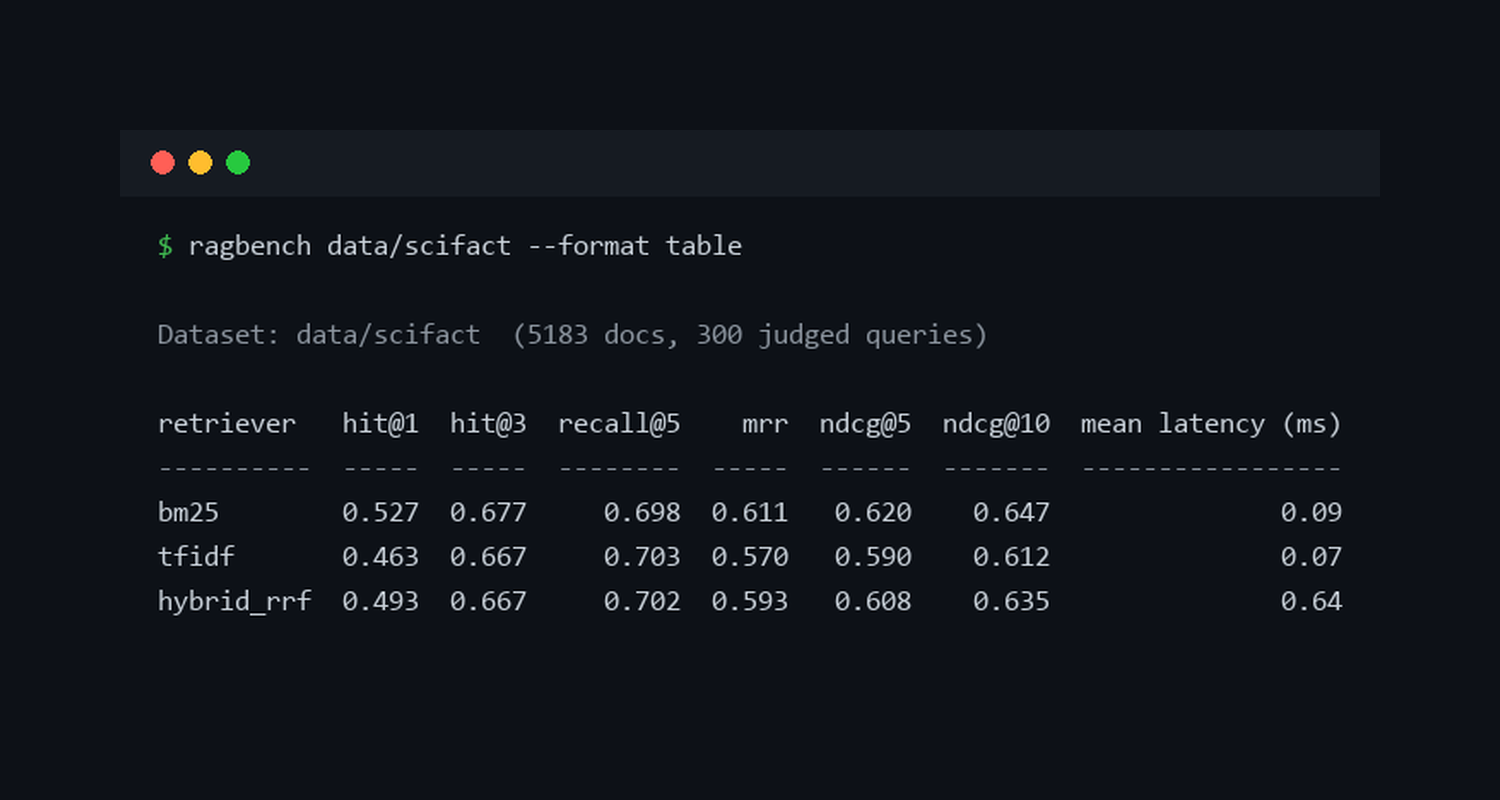 $ ragbench data/scifact --format table
Dataset: data/scifact  (5183 docs, 300 judged queries)
retriever   hit@1  hit@3  recall@5    mrr  ndcg@5  ndcg@10  mean latency (ms)
----------  -----  -----  --------  -----  ------  -------  -----------------
bm25        0.527  0.677     0.698  0.611   0.620    0.647               0.09
tfidf       0.463  0.667     0.703  0.570   0.590    0.612               0.07
hybrid_rrf  0.493  0.667     0.702  0.593   0.608    0.635               0.64